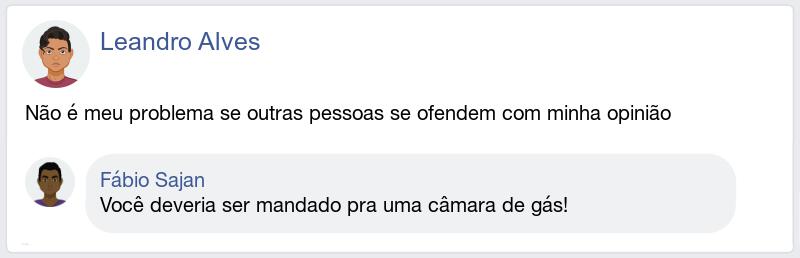 Leandro Alves
Não é meu problema se outras pessoas se ofendem com minha opinião
Fábio Sajan
Você deveria ser mandado pra uma câmara de gás!